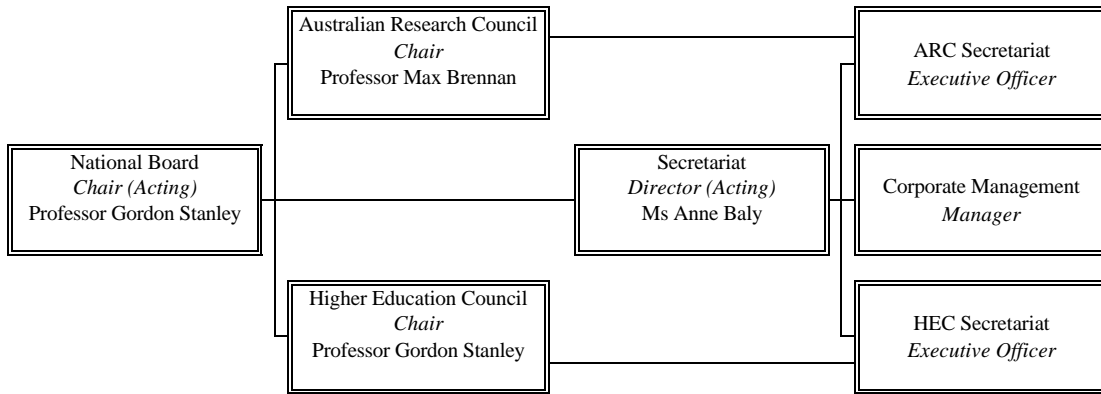 Australian Research Council
Chair
Professor Max Brennan
ARC Secretariat
Executive Officer
National Board
Chair (Acting)
Professor Gordon Stanley
Secretariat
Director (Acting)
Ms Anne Baly
Corporate Management
Manager
Higher Education Council
Chair
Professor Gordon Stanley
HEC Secretariat
Executive Officer